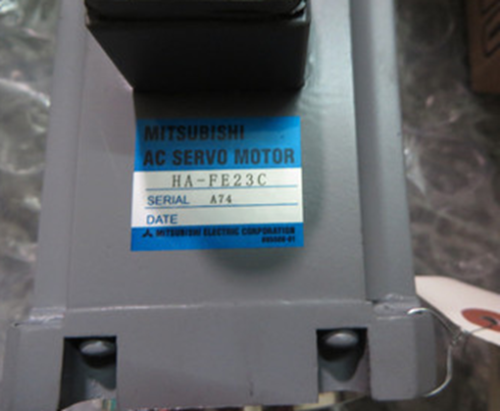 MITSUBISHI
AC SERVO MOTOR
HA-FE23C
SERIAL A74
DATE
MITSUBISHI ELECTRIC CORPORATION